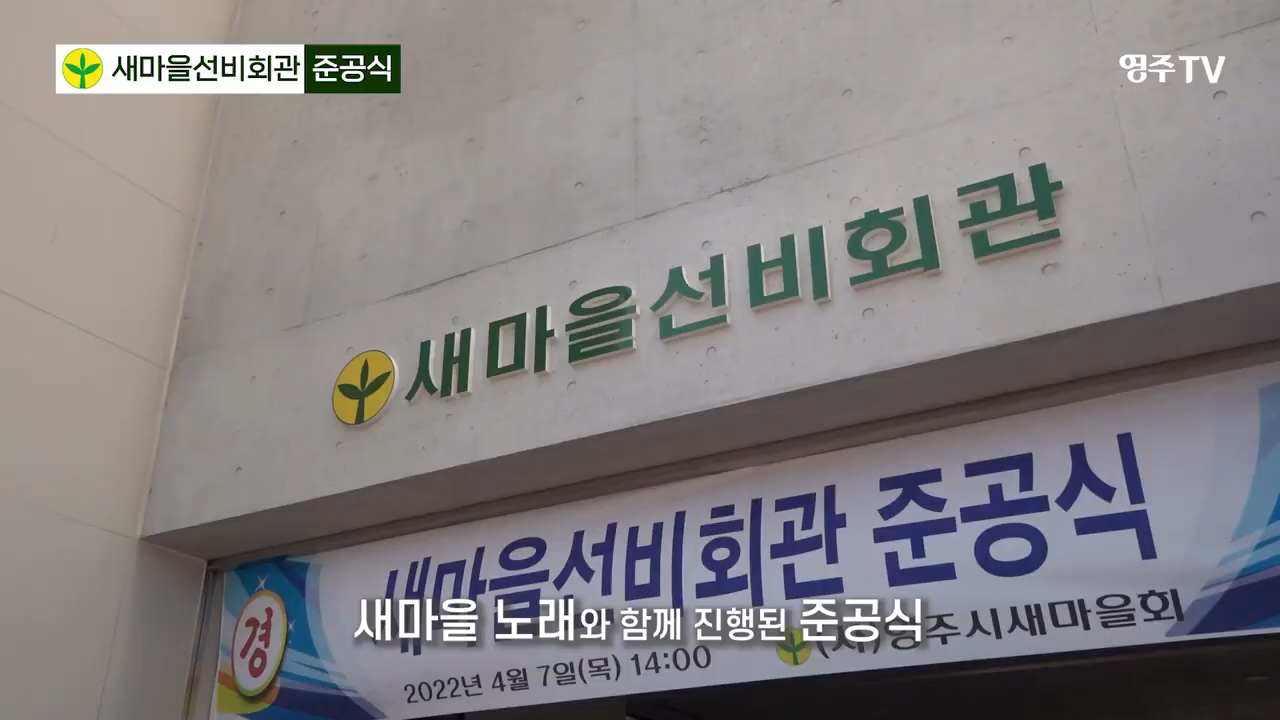 새마을선비회관 준공식
영주TV
새마을선비회관
새마을선비회관 준공식
경
새마을 노래와 함께 진행된 준공식
(사)영주시새마을회
2022년 4월 7일(목) 14:00